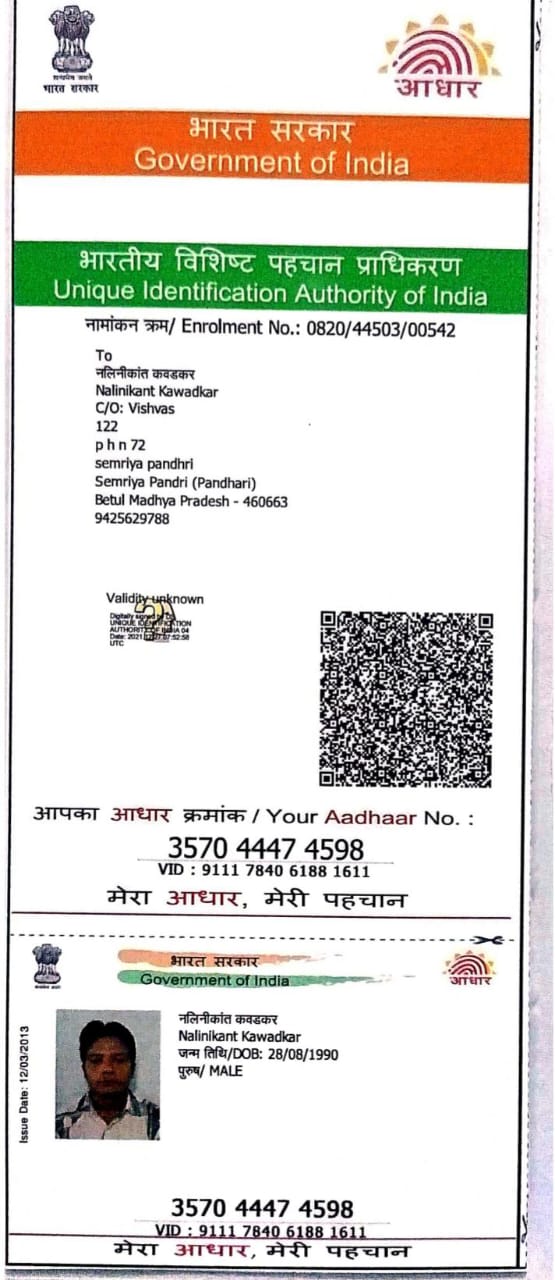 सत्यमेव जयते
भारत सरकार
आधार
भारत सरकार
Government of India
भारतीय विशिष्ट पहचान प्राधिकरण
Unique Identification Authority of India
नामांकन क्रम/ Enrolment No.: 0820/44503/00542
To
नलिनीकांत कवडकर
Nalinikant Kawadkar
C/O: Vishvas
122
p h n 72
semriya pandhri
Semriya Pandri (Pandhari)
Betul Madhya Pradesh - 460663
9425629788
Validity unknown
Digitally signed by
UNIQUE IDENTIFICATION
AUTHORITY OF INDIA 04
Date: 2021 07:52:58
UTC
आपका आधार क्रमांक / Your Aadhaar No. :
3570 4447 4598
VID : 9111 7840 6188 1611
मेरा आधार, मेरी पहचान
भारत सरकार
Government of India
आधार
Issue Date: 12/03/2013
नलिनीकांत कवडकर
Nalinikant Kawadkar
जन्म तिथि/DOB: 28/08/1990
पुरुष/ MALE
3570 4447 4598
VID : 9111 7840 6188 1611
मेरा आधार, मेरी पहचान